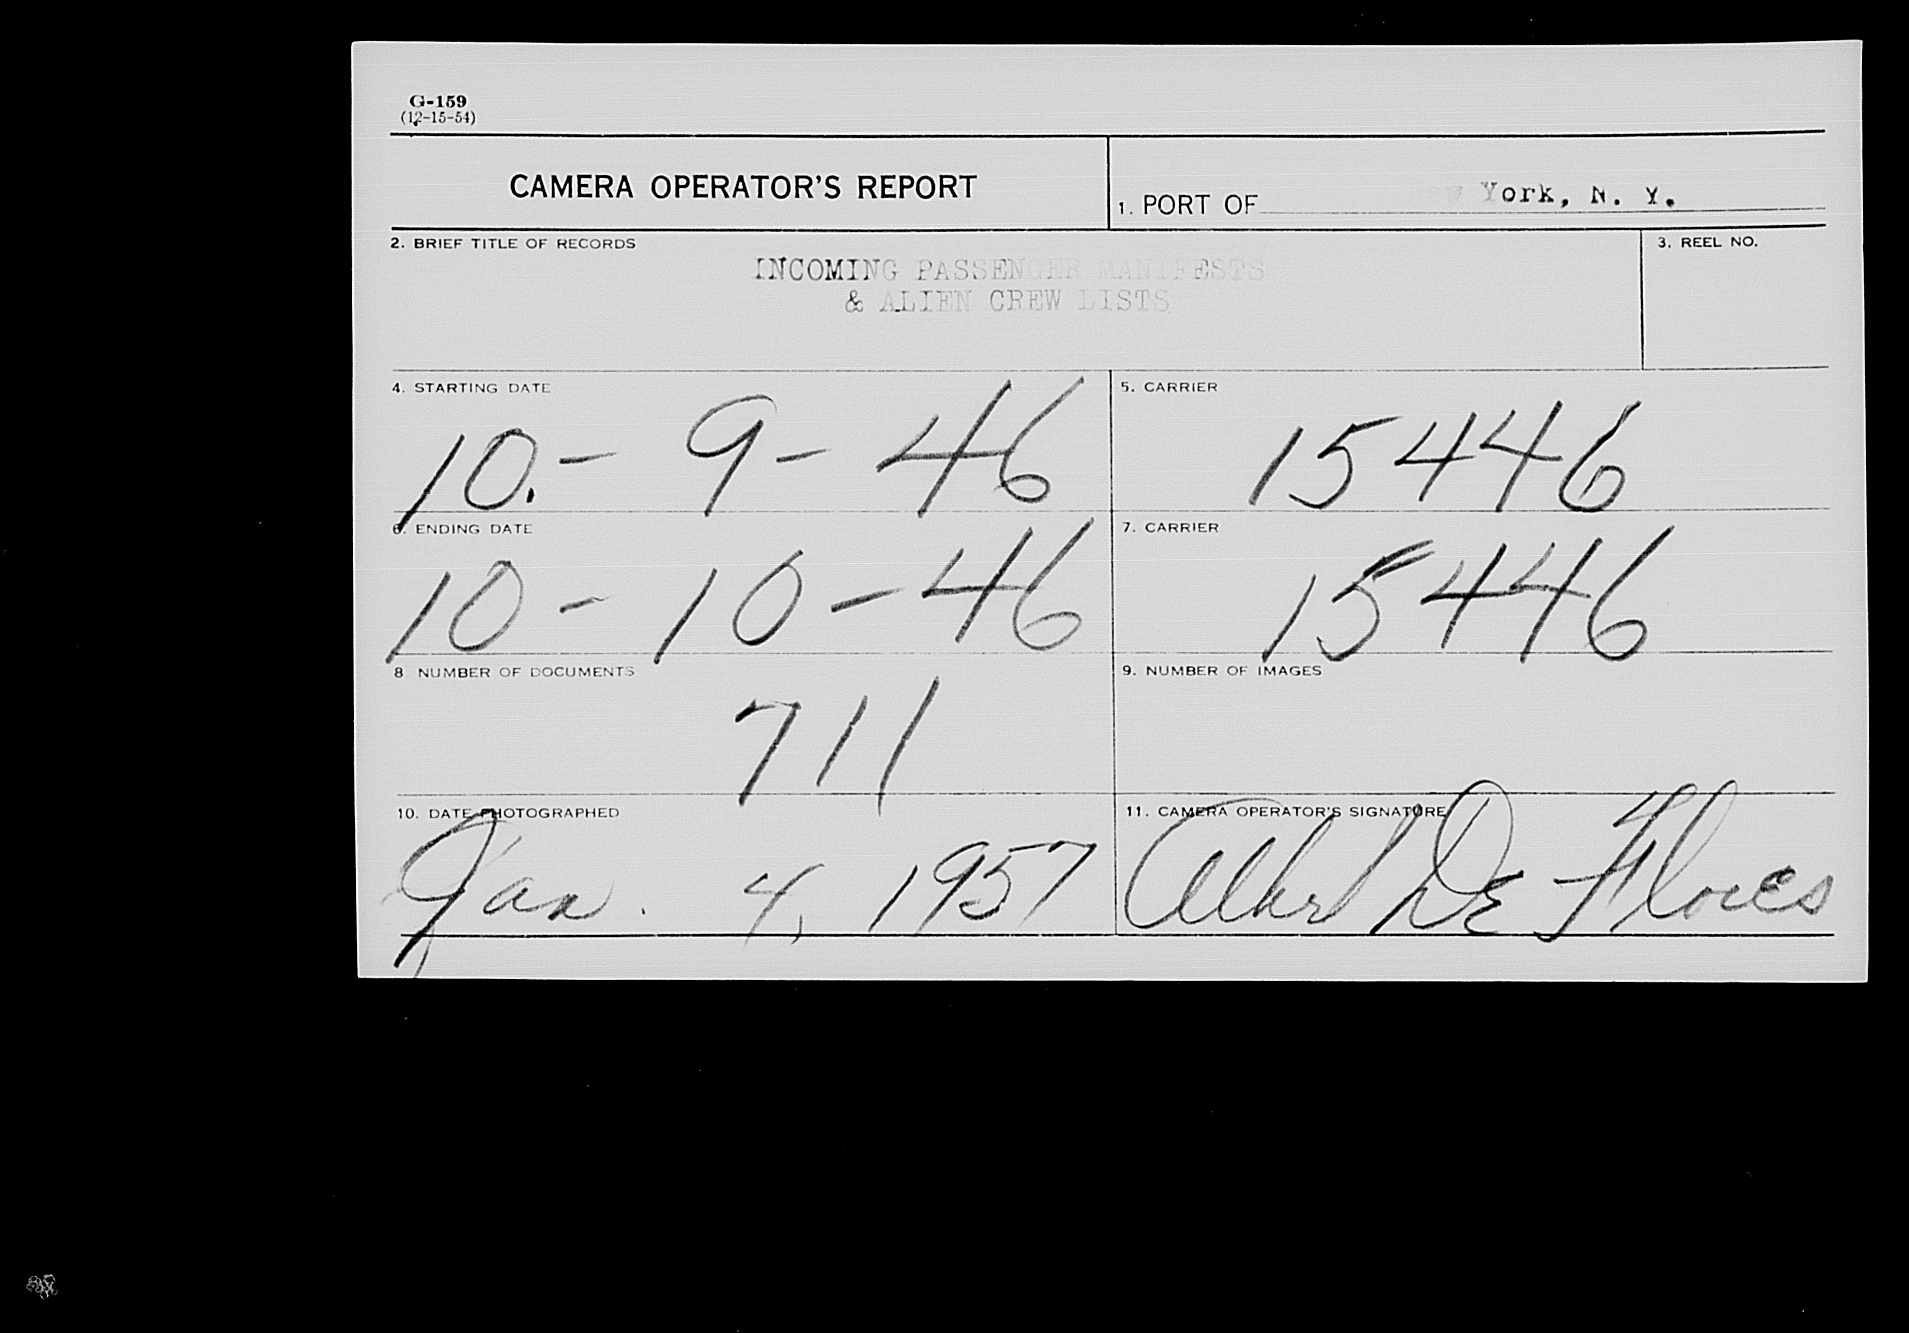 G-159
(12-15-54)
CAMERA OPERATOR'S REPORT
1. PORT OF York, N. Y.
2. BRIEF TITLE OF RECORDS
INCOMING PASSENGER MANIFESTS
& ALIEN CREW LISTS
3. REEL NO.
4. STARTING DATE
10.- 9- 46
5. CARRIER
15446
6. ENDING DATE
10-10-46
7. CARRIER
15446
8 NUMBER OF DOCUMENTS
711
9. NUMBER OF IMAGES
10. DATE PHOTOGRAPHED
Jan. 4, 1957
11. CAMERA OPERATOR'S SIGNATURE
De Flores